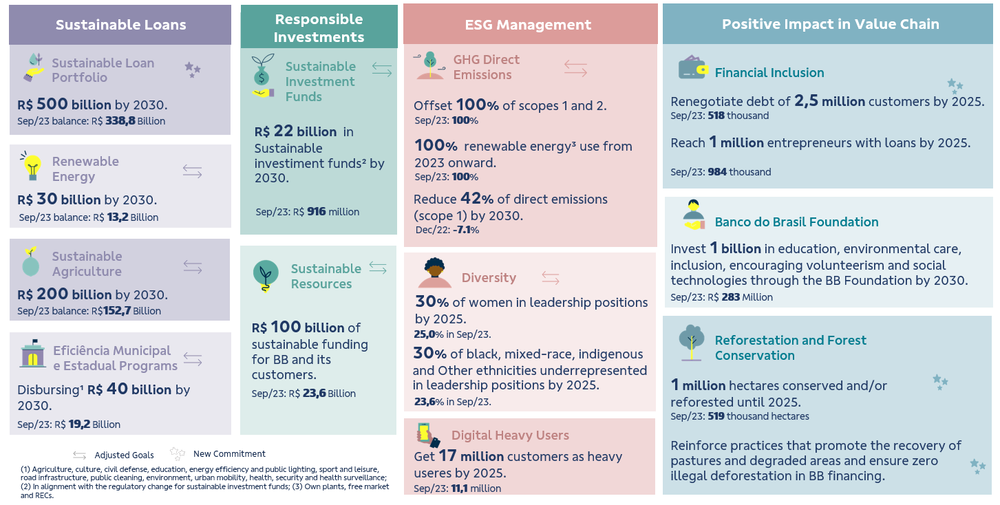 Sustainable Loans
Sustainable Loan
Portfolio
R$ 500 billion by 2030.
Sep/23 balance: R$ 338,8 Billion
Renewable
Energy
R$ 30 billion by 2030.
Sep/23 balance: R$ 13,2 Billion
Sustainable
Agriculture
R$ 200 billion by 2030.
Sep/23 balance: R$152,7 Billion
Eficiência Municipal
e Estadual Programs
Disbursing¹ R$ 40 billion by
2030.
Sep/23: R$ 19,2 Billion
Responsible
Investments
Sustainable
Investment
Funds
R$ 22 billion in
Sustainable
investiment funds² by
2030.
Sep/23: R$ 916 million
Sustainable
Resources
R$ 100 billion of
sustainable funding
for BB and its
customers.
Sep/23: R$ 23,6 Billion
ESG Management
GHG Direct
Emissions
Offset 100% of scopes 1 and 2.
Sep/23: 100%
100% renewable energy³ use from
2023 onward.
Sep/23: 100%
Reduce 42% of direct emissions
(scope 1) by 2030.
Dec/22: -7.1%
Diversity
30% of women in leadership positions
by 2025.
25,0% in Sep/23.
30% of black, mixed-race, indigenous
and Other ethnicities underrepresented
in leadership positions by 2025.
23,6% in Sep/23.
Digital Heavy Users
Get 17 million customers as heavy
useres by 2025.
Sep/23: 11,1 million
Positive Impact in Value Chain
Financial Inclusion
Renegotiate debt of 2,5 million customers by 2025.
Sep/23: 518 thousand
Reach 1 million entrepreneurs with loans by 2025.
Sep/23: 984 thousand
Banco do Brasil Foundation
Invest 1 billion in education, environmental care,
inclusion, encouraging volunteerism and social
technologies through the BB Foundation by 2030.
Sep/23: R$ 283 Million
Reforestation and Forest
Conservation
1 million hectares conserved and/or
reforested until 2025.
Sep/23: 519 thousand hectares
Reinforce practices that promote the recovery of
pastures and degraded areas and ensure zero
illegal deforestation in BB financing.
Adjusted Goals
New Commitment
(1) Agriculture, culture, civil defense, education, energy efficiency and public lighting, sport and leisure,
road infrastructure, public cleaning, environment, urban mobility, health, security and health surveillance;
(2) In alignment with the regulatory change for sustainable investment funds; (3) Own plants, free market
and RECs.